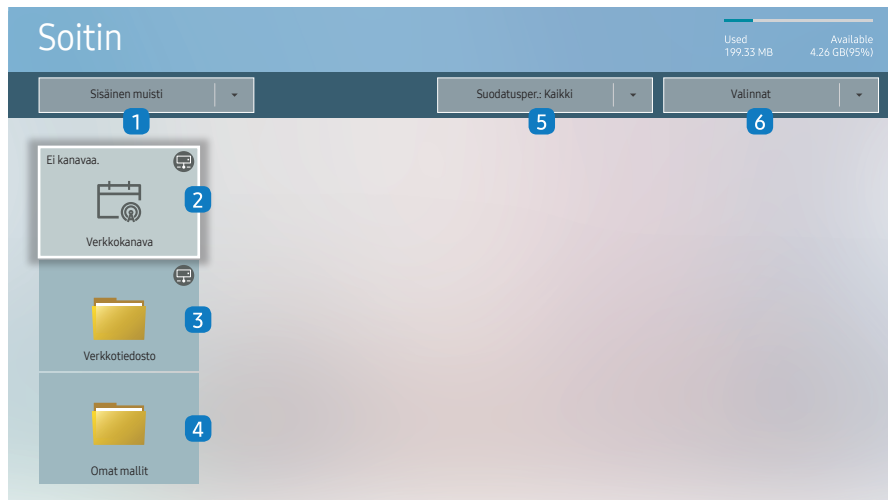 Soitin
Used Available
199.33 MB 4.26 GB(95%)
Sisäinen muisti
Suodatusper.: Kaikki
Valinnat
1
5
6
Ei kanavaa.
2
Verkkokanava
3
Verkkotiedosto
4
Omat mallit